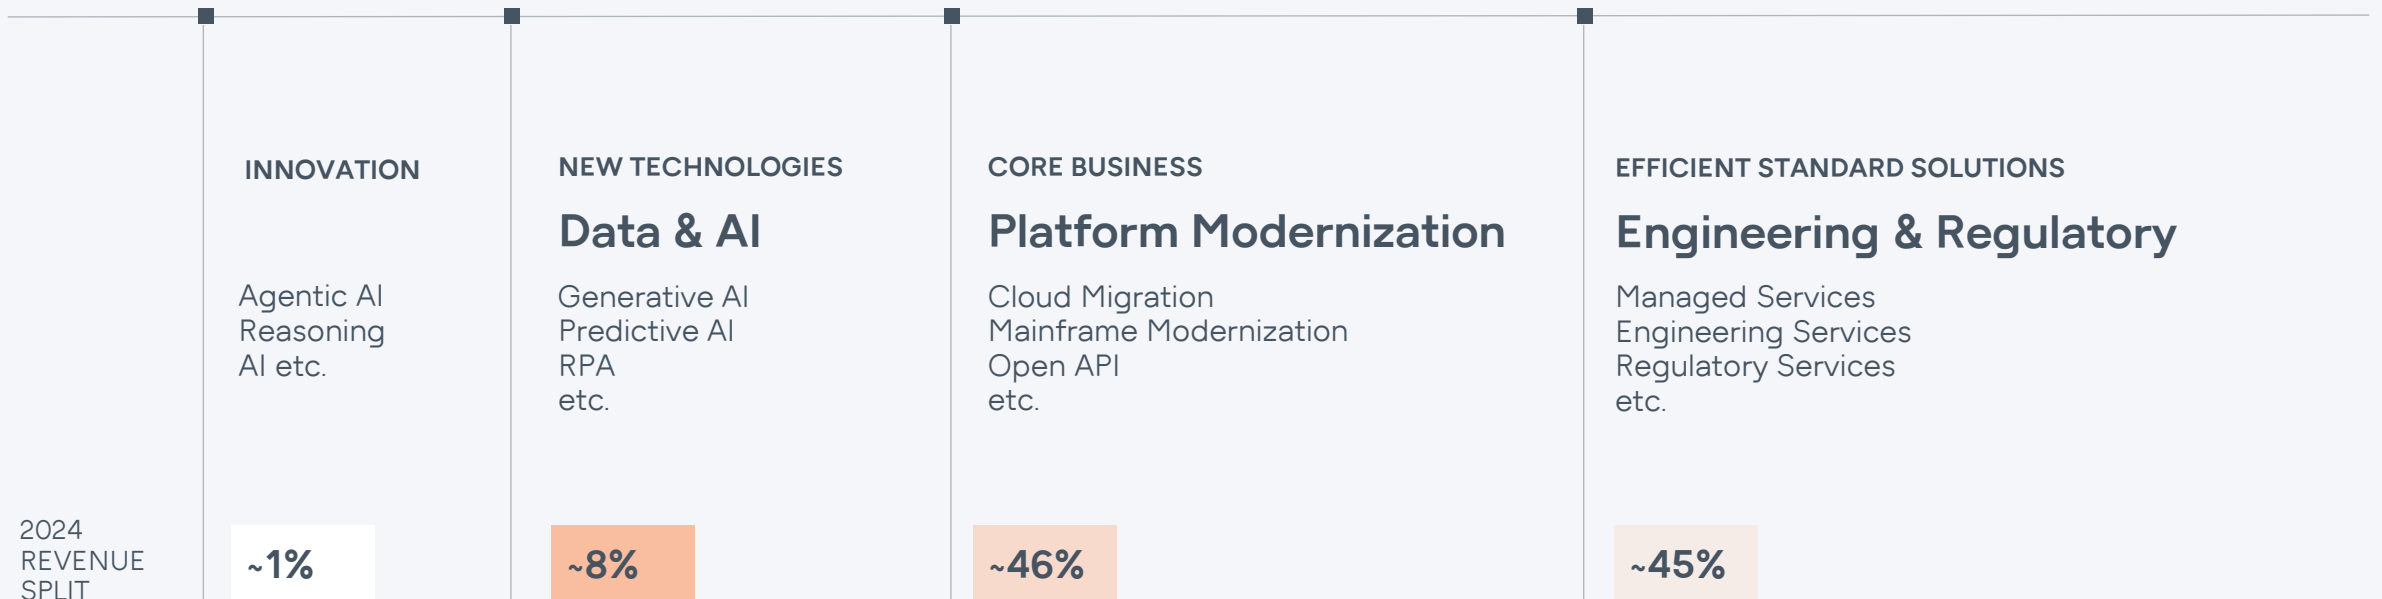 INNOVATION
Agentic AI
Reasoning
AI etc.
NEW TECHNOLOGIES
Data & AI
Generative AI
Predictive AI
RPA
etc.
CORE BUSINESS
Platform Modernization
Cloud Migration
Mainframe Modernization
Open API
etc.
EFFICIENT STANDARD SOLUTIONS
Engineering & Regulatory
Managed Services
Engineering Services
Regulatory Services
etc.
2024
REVENUE
SPLIT
~1%
~8%
~46%
~45%